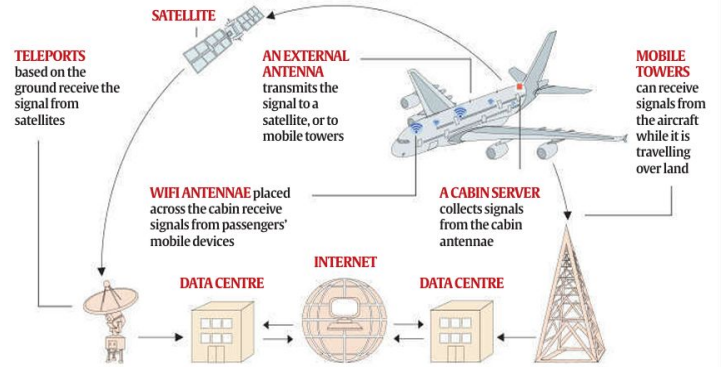 SATELLITE
TELEPORTS
based on the
ground receive the
signal from
satellites
AN EXTERNAL
ANTENNA
transmits the
signal to a
satellite, or to
mobile towers
MOBILE
TOWERS
can receive
signals from
the aircraft
while it is
travelling
over land
WIFI ANTENNAE placed
across the cabin receive
signals from passengers'
mobile devices
A CABIN SERVER
collects signals
from the cabin
antennae
INTERNET
DATA CENTRE
DATA CENTRE